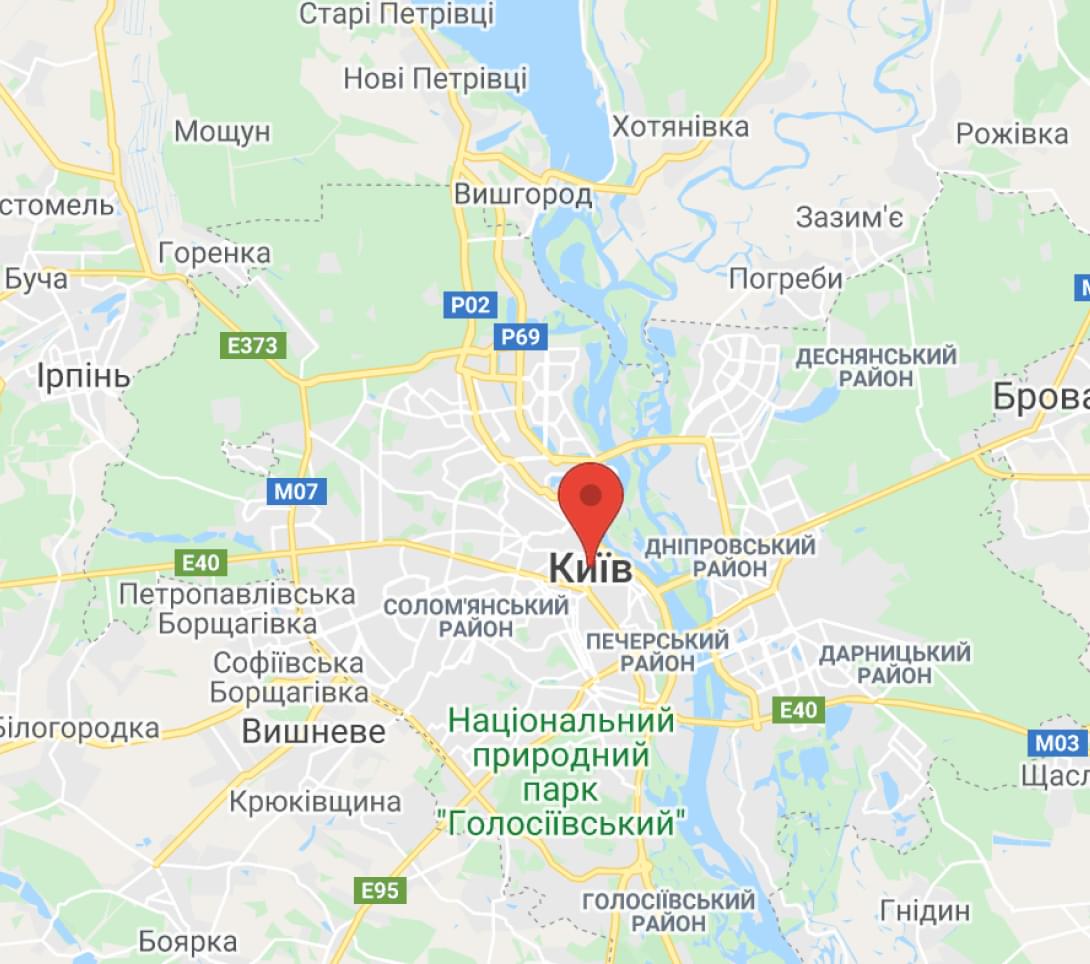 Старі Петрівці
Нові Петрівці
Мощун
Хотянівка
Рожівка
Вишгород
стомель
Зазим'є
Горенка
Буча
Погреби
P02
P69
E373
ДЕСНЯНСЬКИЙ
РАЙОН
Ірпінь
Брова
M07
Київ
ДНІПРОВСЬКИЙ
РАЙОН
E40
Петропавлівська
Борщагівка
СОЛОМ'ЯНСЬКИЙ
РАЙОН
ПЕЧЕРСЬКИЙ
РАЙОН
ДАРНИЦЬКИЙ
РАЙОН
Софіївська
Борщагівка
Білогородка
Вишневе
E40
M03
Національний
природний
парк
"Голосіївський"
Щасл
Крюківщина
E95
ГОЛОСІЇВСЬКИЙ
РАЙОН
Гнідин
Боярка